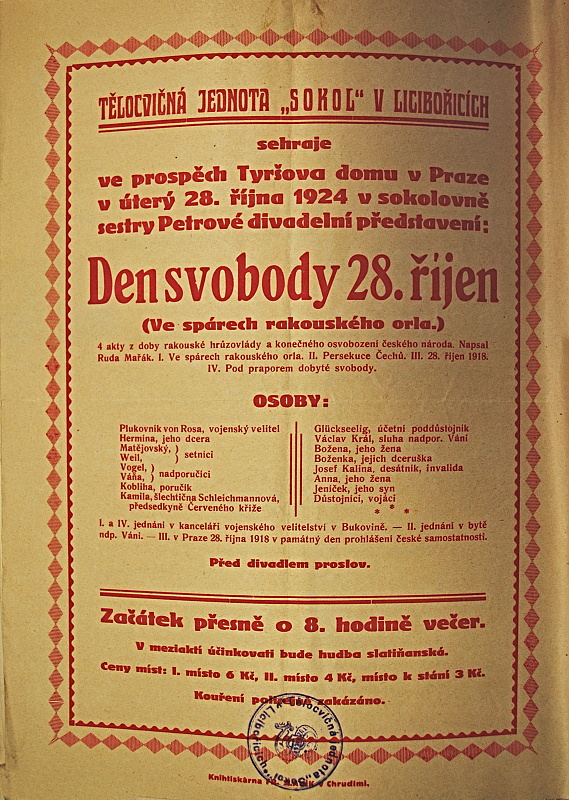 TĚLOCVIČNÁ JEDNOTA „SOKOL“ V LICIBOŘICÍCH
sehraje
ve prospěch Tyršova domu v Praze
v úterý 28. října 1924 v sokolovně
sestry Petrové divadelní představení:
Den svobody 28. říjen
(Ve spárech rakouského orla.)
4 akty z doby rakouské hrůzovlády a konečného osvobození českého národa. Napsal
Ruda Mařák. I. Ve spárech rakouského orla. II. Persekuce Čechů. III. 28. říjen 1918.
IV. Pod praporem dobyté svobody.
OSOBY:
Plukovník von Rosa, vojenský velitel
Hermina, jeho dcera
Matějovský, )
Weil, ) setníci
Vogel, )
Váňa, ) nadporučíci
Kobliha, poručík
Kamila, šlechtična Schleichmannová,
předsedkyně Červeného kříže
Glückseelig, účetní poddůstojník
Václav Král, sluha nadpor. Váni
Božena, jeho žena
Boženka, jejich dceruška
Josef Kalina, desátník, invalida
Anna, jeho žena
Jeníček, jeho syn
Důstojníci, vojáci
* * *
I. a IV. jednání v kanceláři vojenského velitelství v Bukovině. — II. jednání v bytě
ndp. Váni. — III. v Praze 28. října 1918 v památný den prohlášení české samostatnosti.
Před divadlem proslov.
Začátek přesně o 8. hodině večer.
V meziaktí účinkovati bude hudba slatiňanská.
Ceny míst: I. místo 6 Kč, II. místo 4 Kč, místo k stání 3 Kč.
Kouření zakázáno.
Tělocvičná jednota „Sokol“ v Licibořicích
Knihtiskárna v Chrudimi.